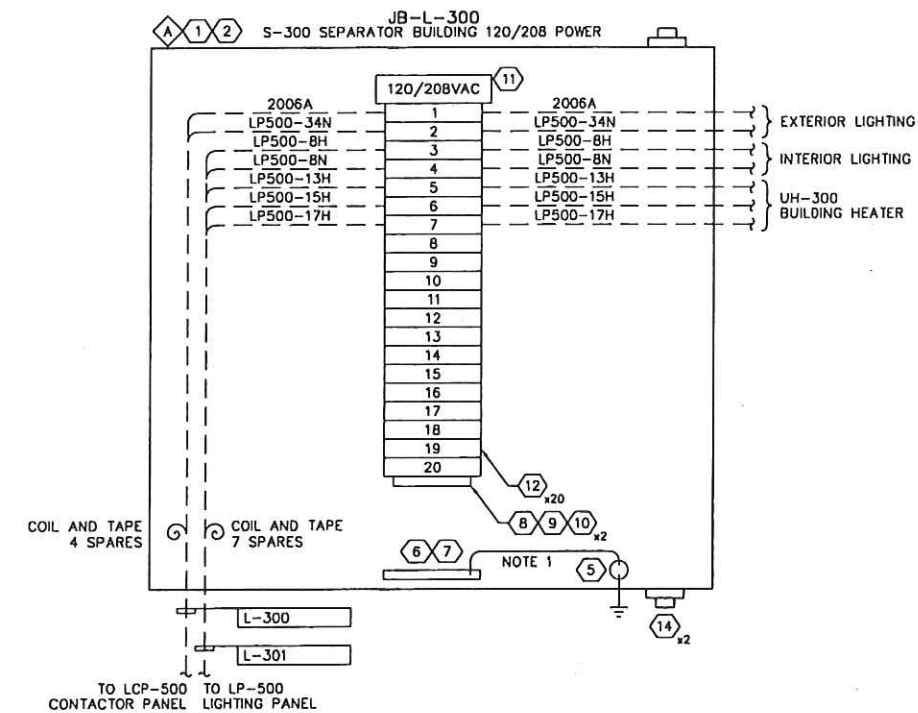 JB-L-300
A 1 2 S-300 SEPARATOR BUILDING 120/208 POWER
120/208VAC 11
2006A 1 2006A
LP500-34N 2 LP500-34N EXTERIOR LIGHTING
LP500-8H 3 LP500-8H
LP500-8N 4 LP500-8N INTERIOR LIGHTING
LP500-13H 5 LP500-13H
LP500-15H 6 LP500-15H UH-300
LP500-17H 7 LP500-17H BUILDING HEATER
8
9
10
11
12
13
14
15
16
17
18
19
20
12 x20
8 9 10 x2
COIL AND TAPE
4 SPARES
COIL AND TAPE
7 SPARES
6 7
NOTE 1
5
14 x2
L-300
L-301
TO LCP-500
CONTACTOR PANEL
TO LP-500
LIGHTING PANEL